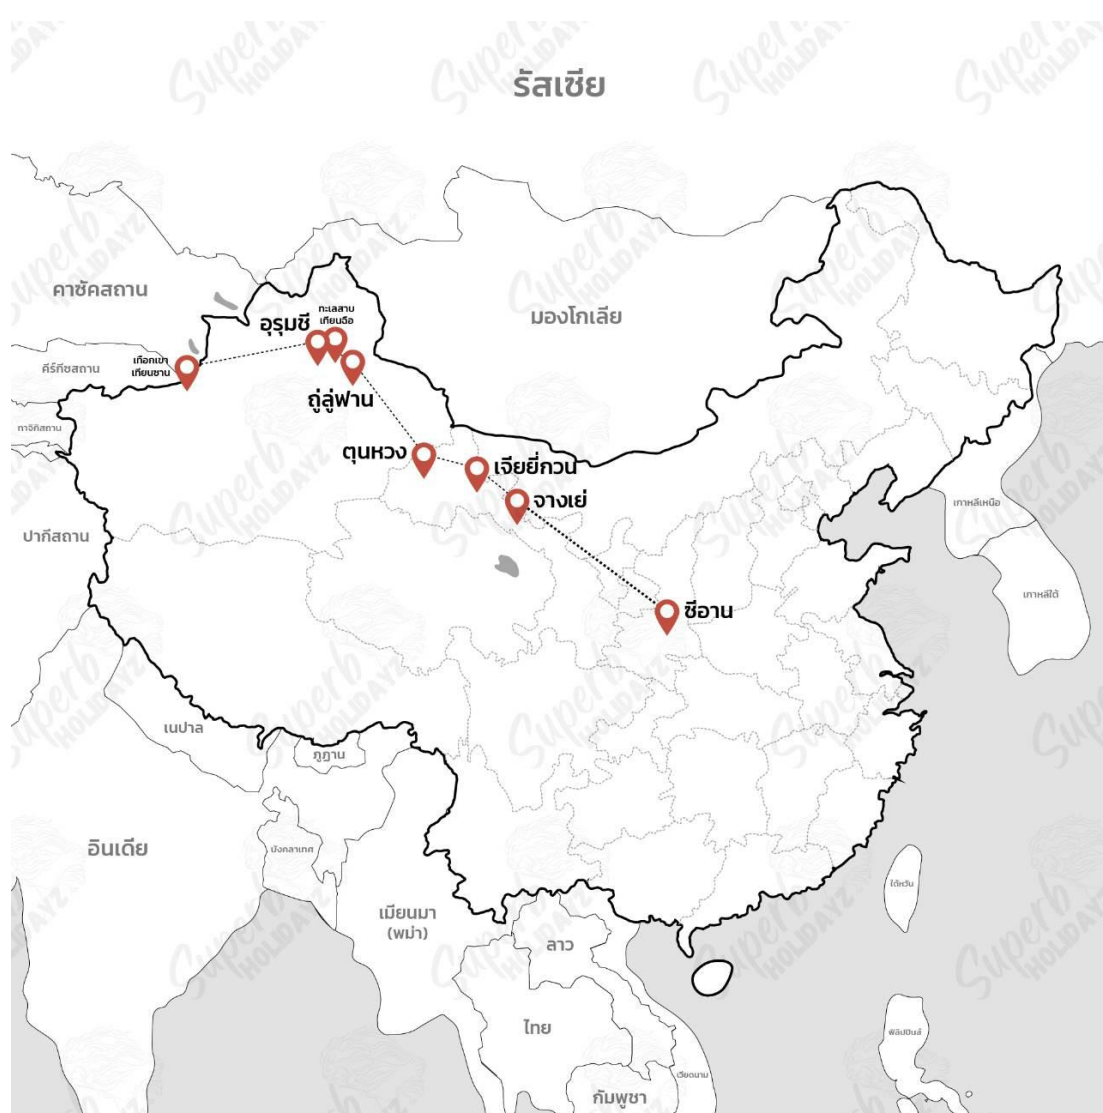 Superb HOLIDAYZ
รัสเซีย
คาซัคสถาน
อุรุมชี
ทะเลสาบ
เทียนฉือ
มองโกเลีย
คีร์กีซสถาน
เทือกเขา
เทียนซาน
ถู่ลู่ฟาน
ทาจิกิสถาน
ตุนหวง
เจียยี่กวน
จางเย่
เกาหลีเหนือ
ปากีสถาน
เกาหลีใต้
ซีอาน
เนปาล
ภูฏาน
อินเดีย
บังคลาเทศ
ไต้หวัน
เมียนมา
(พม่า)
ลาว
ไทย
ฟิลิปปินส์
เวียดนาม
กัมพูชา